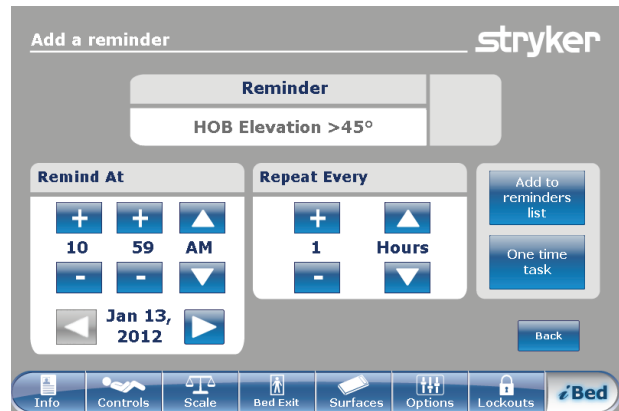 Add a reminder
stryker
Reminder
HOB Elevation >45°
Remind At
+ + 
10 59 AM
- -
Jan 13,
2012
Repeat Every
+
1 Hours
-
Add to
reminders
list
One time
task
Back
Info Controls Scale Bed Exit Surfaces Options Lockouts iBed